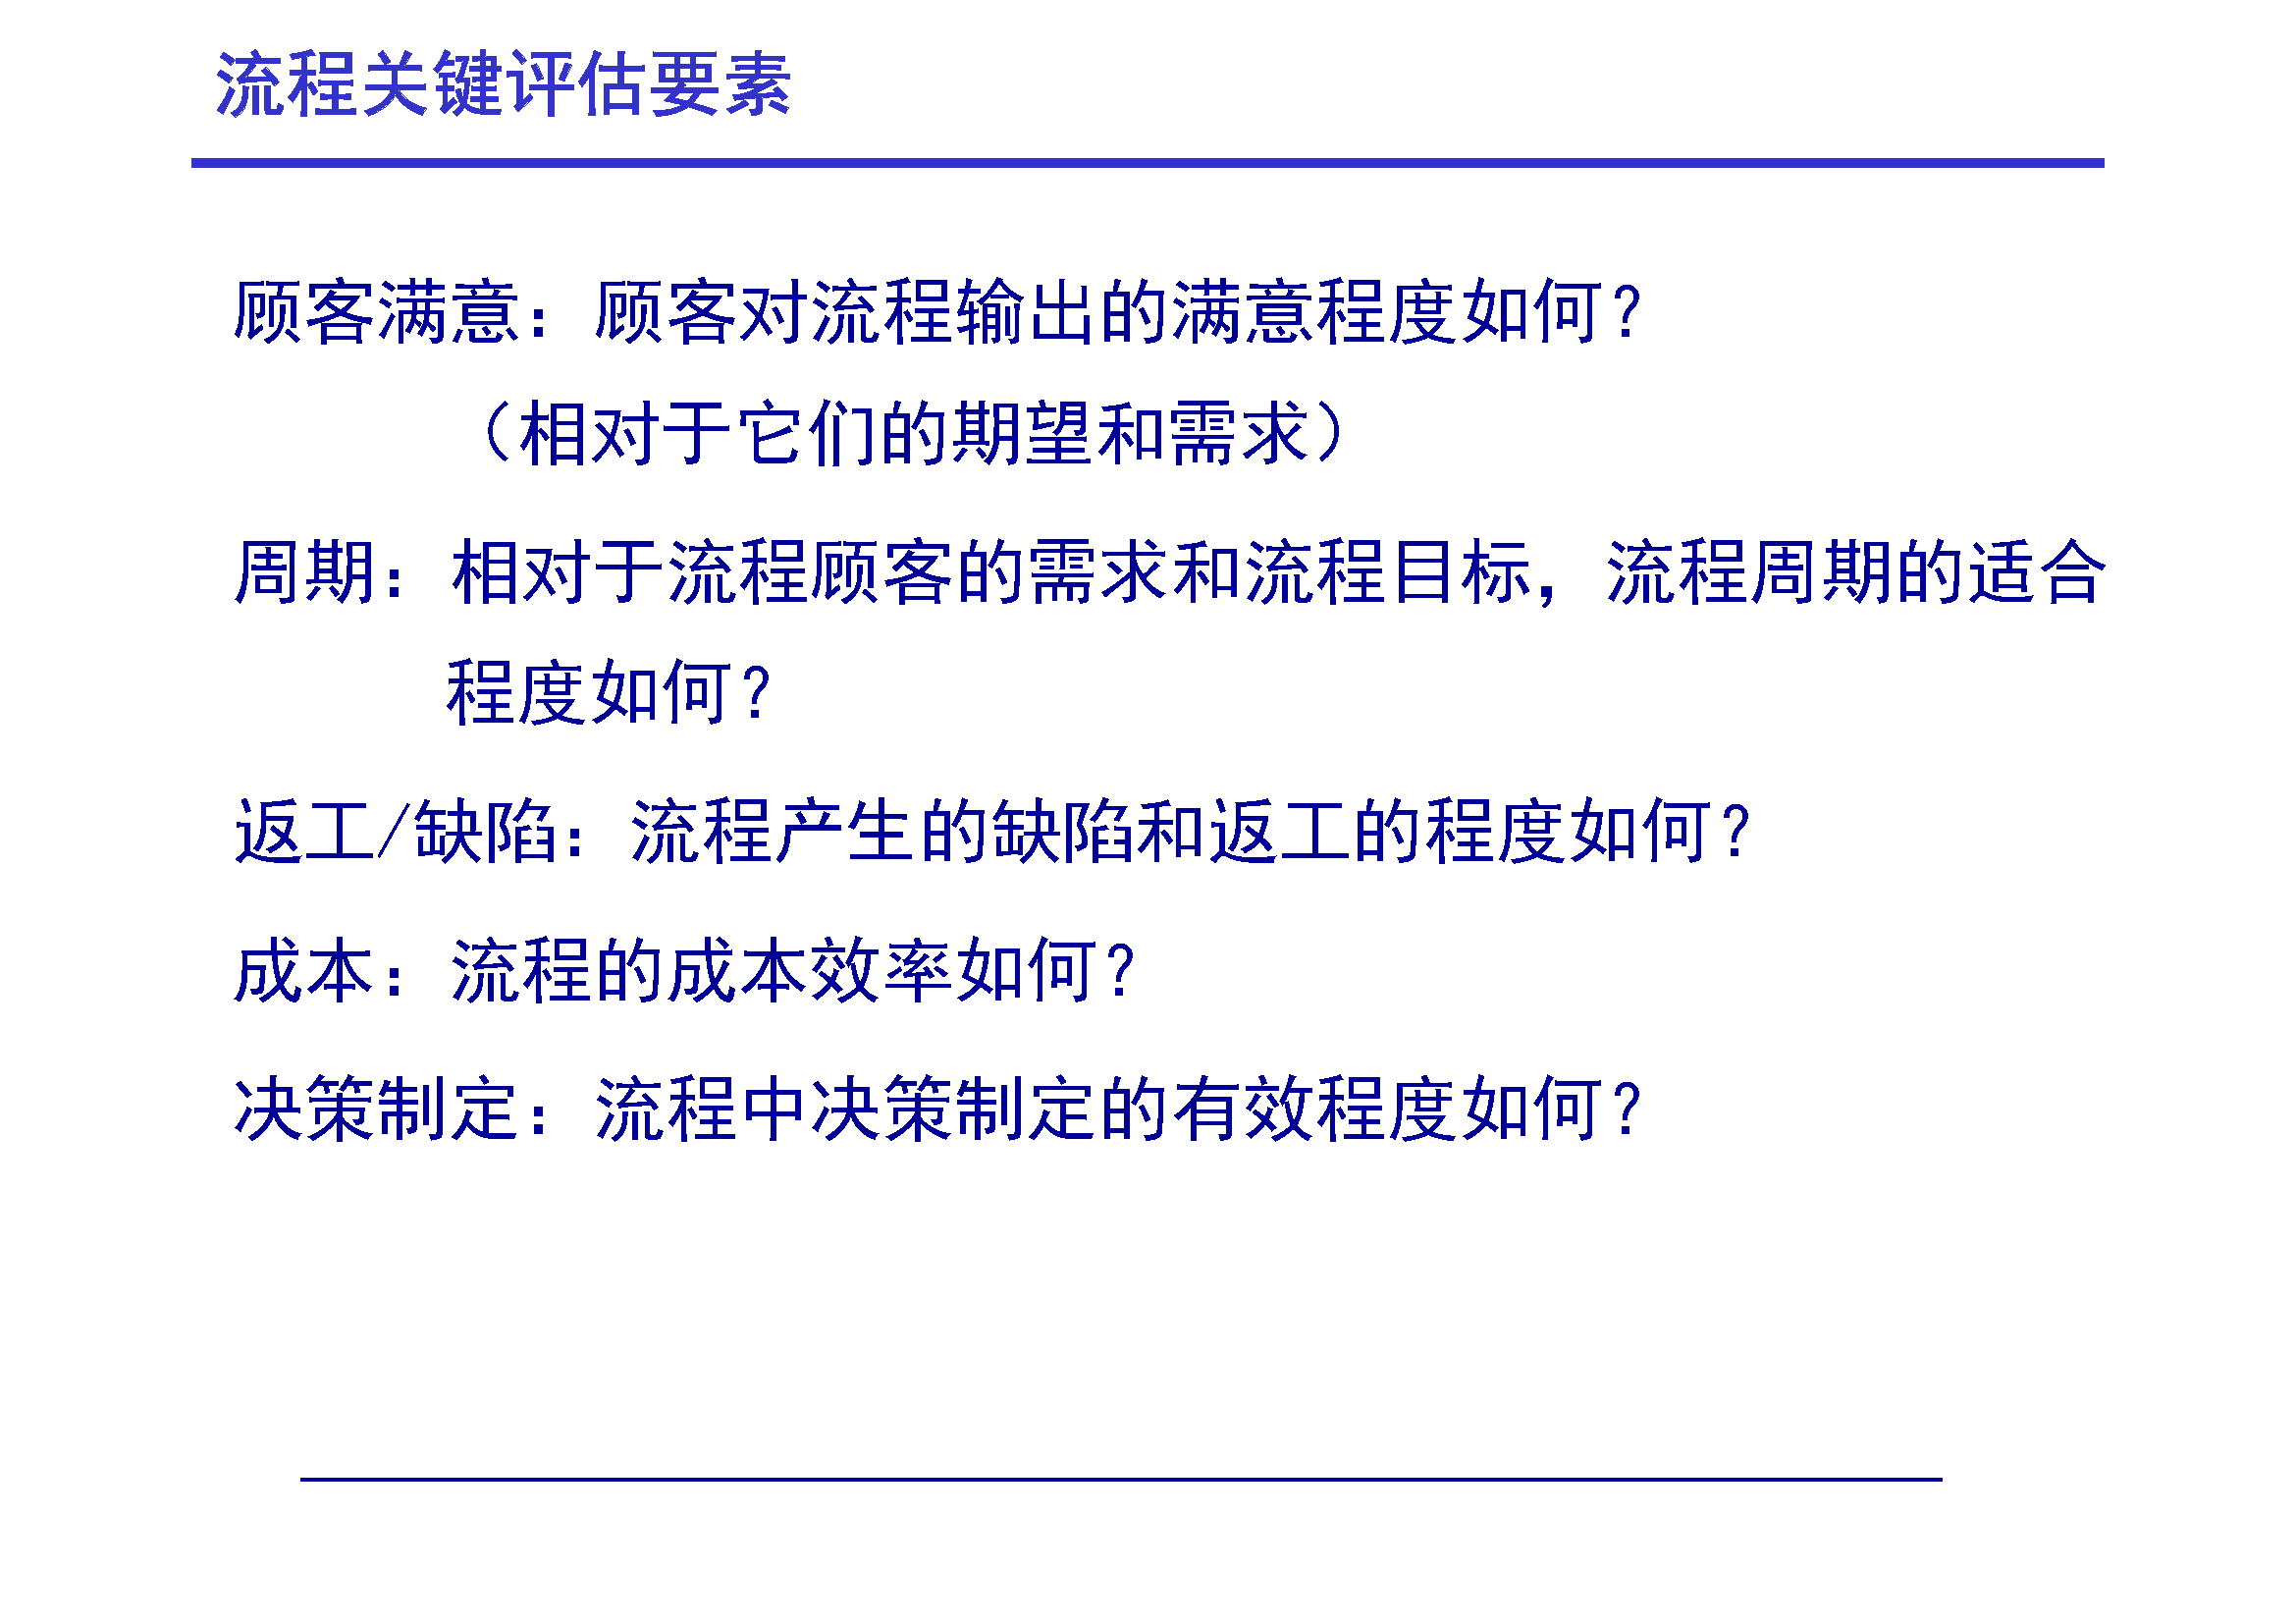 流程关键评估要素
顾客满意：顾客对流程输出的满意程度如何？
（相对于它们的期望和需求）
周期：相对于流程顾客的需求和流程目标，流程周期的适合
程度如何？
返工/缺陷：流程产生的缺陷和返工的程度如何？
成本：流程的成本效率如何？
决策制定：流程中决策制定的有效程度如何？